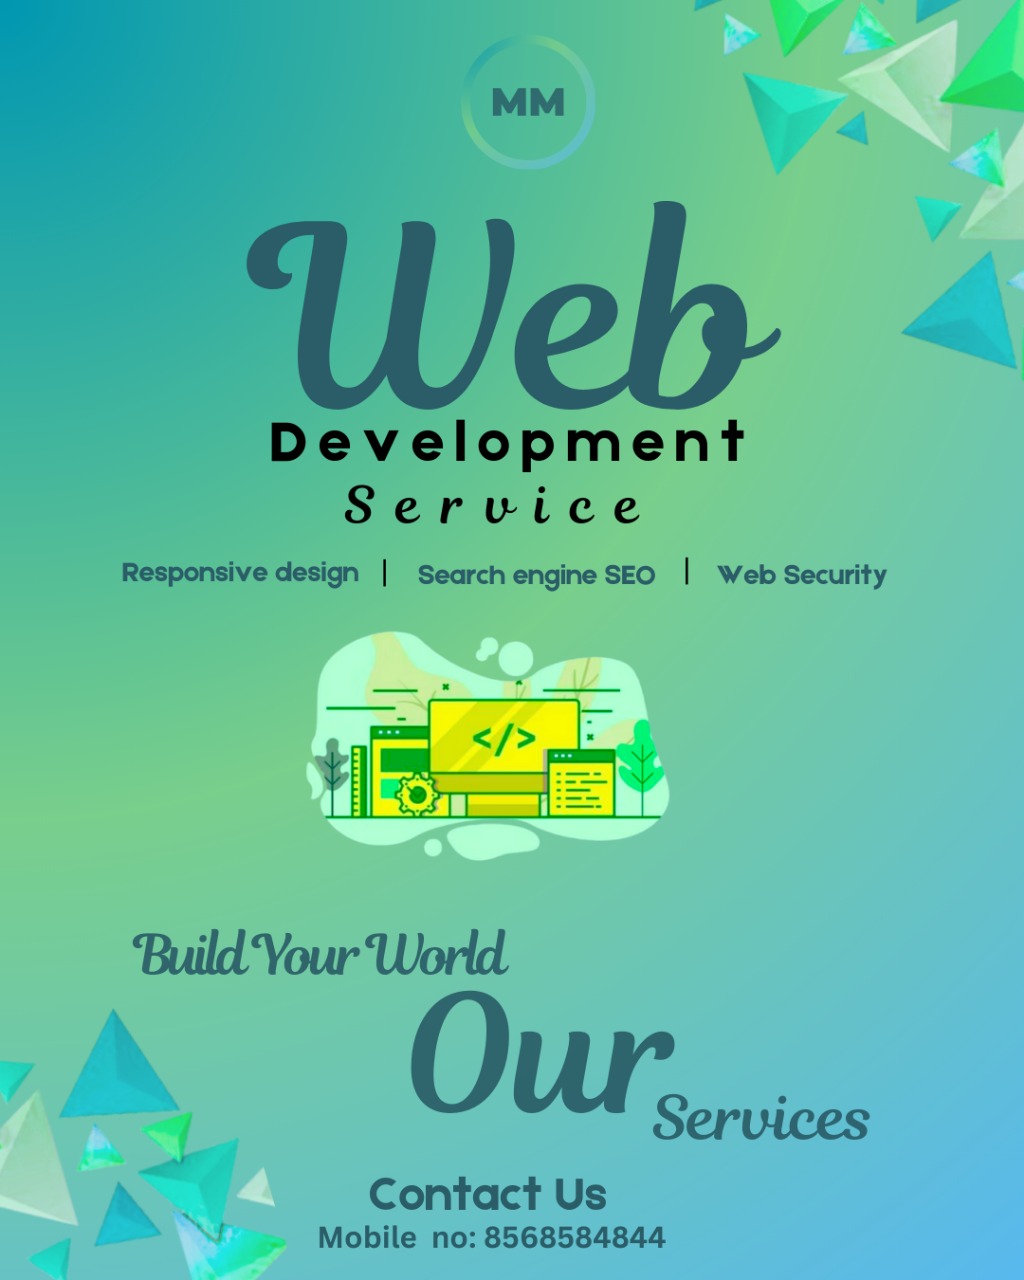 MM
Web
Development
Service
Responsive design | Search engine SEO | Web Security
</>
Build Your World
Our
Services
Contact Us
Mobile no: 8568584844